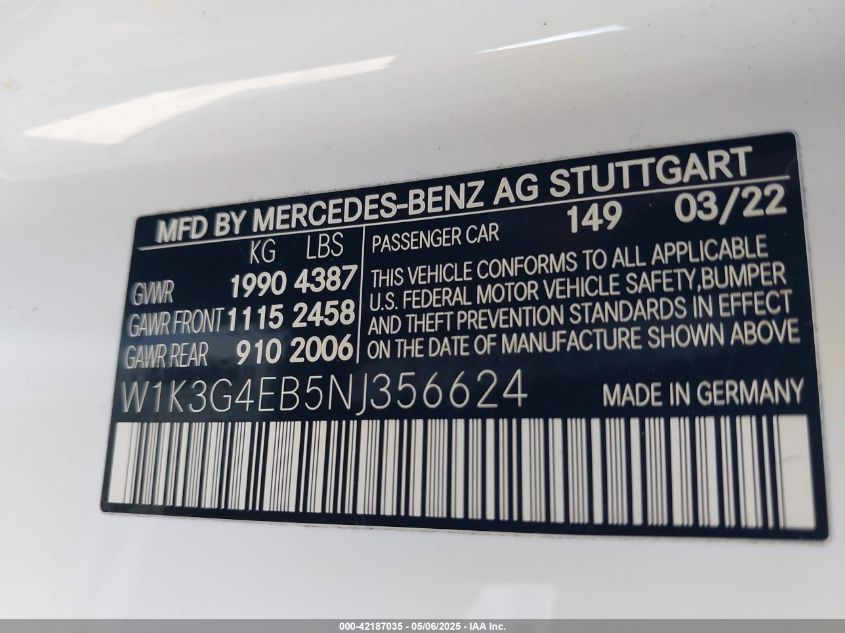 MFD BY MERCEDES-BENZ AG STUTTGART
KG LBS
GVWR 1990 4387
GAWR FRONT 1115 2458
GAWR REAR 910 2006
PASSENGER CAR 149 03/22
THIS VEHICLE CONFORMS TO ALL APPLICABLE
U.S. FEDERAL MOTOR VEHICLE SAFETY,BUMPER
AND THEFT PREVENTION STANDARDS IN EFFECT
ON THE DATE OF MANUFACTURE SHOWN ABOVE
W1K3G4EB5NJ356624 MADE IN GERMANY
000-42187035 - 05/06/2025 - IAA Inc.